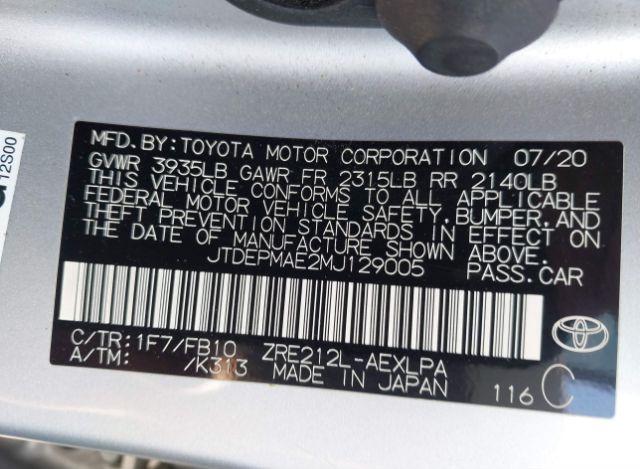 MFD.BY:TOYOTA MOTOR CORPORATION 07/20
GVWR 3935LB GAWR FR 2315LB RR 2140LB
THIS VEHICLE CONFORMS TO ALL APPLICABLE
FEDERAL MOTOR VEHICLE SAFETY,BUMPER,AND
THEFT PREVENTION STANDARDS IN EFFECT ON
THE DATE OF MANUFACTURE SHOWN ABOVE.
JTDEPMAE2MJ129005 PASS.CAR
C/TR:1F7/FB10 ZRE212L-AEXLPA
A/TM: /K313 MADE IN JAPAN
116 C
12S00